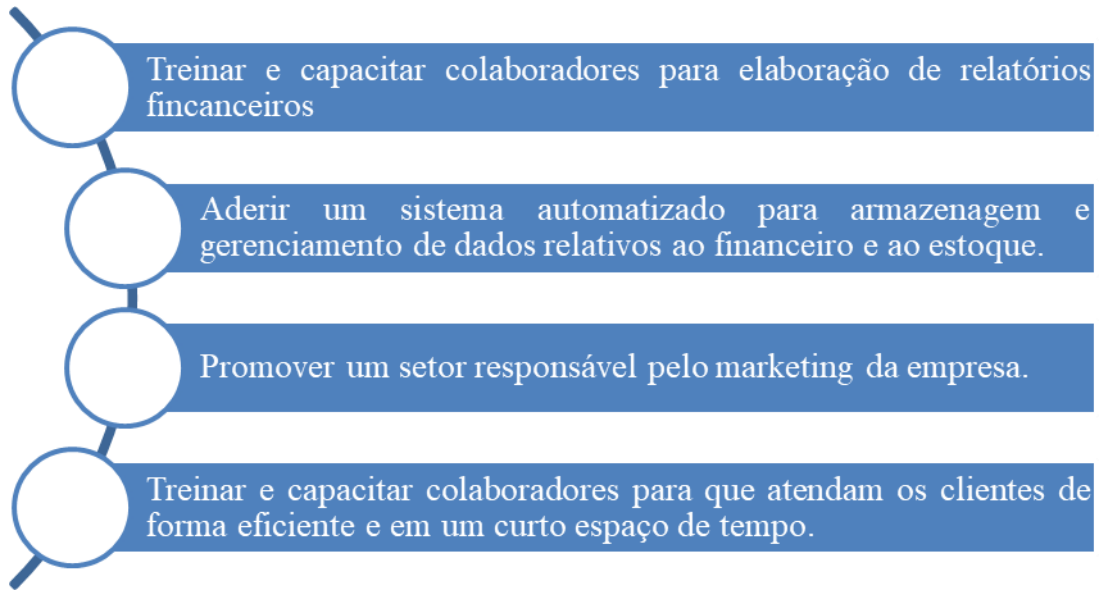 Treinar e capacitar colaboradores para elaboração de relatórios
fincanceiros
Aderir um sistema automatizado para armazenagem e
gerenciamento de dados relativos ao financeiro e ao estoque.
Promover um setor responsável pelo marketing da empresa.
Treinar e capacitar colaboradores para que atendam os clientes de
forma eficiente e em um curto espaço de tempo.